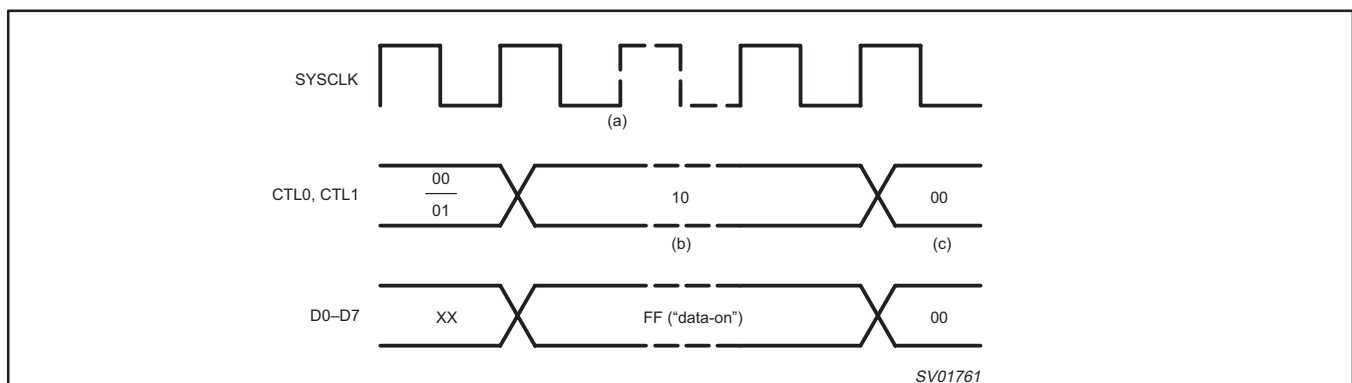 SYSCLK
(a)
CTL0, CTL1
00
01
10
00
(b)
(c)
D0–D7
XX
FF (“data-on”)
00
SV01761